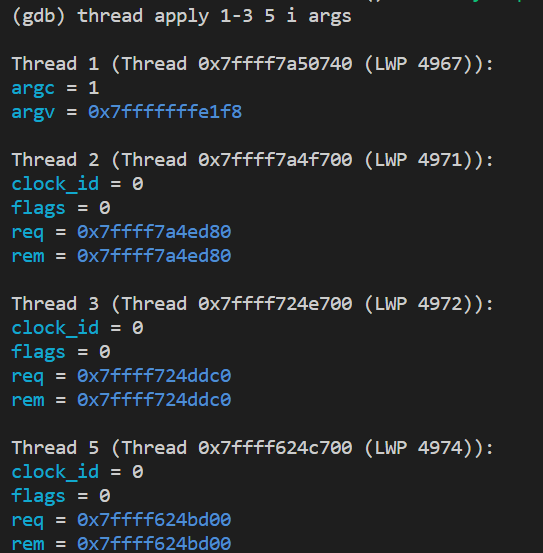 (gdb) thread apply 1-3 5 i args
Thread 1 (Thread 0x7ffff7a50740 (LWP 4967)):
argc = 1
argv = 0x7fffffffe1f8
Thread 2 (Thread 0x7ffff7a4f700 (LWP 4971)):
clock_id = 0
flags = 0
req = 0x7ffff7a4ed80
rem = 0x7ffff7a4ed80
Thread 3 (Thread 0x7ffff724e700 (LWP 4972)):
clock_id = 0
flags = 0
req = 0x7ffff724ddc0
rem = 0x7ffff724ddc0
Thread 5 (Thread 0x7ffff624c700 (LWP 4974)):
clock_id = 0
flags = 0
req = 0x7ffff624bd00
rem = 0x7ffff624bd00